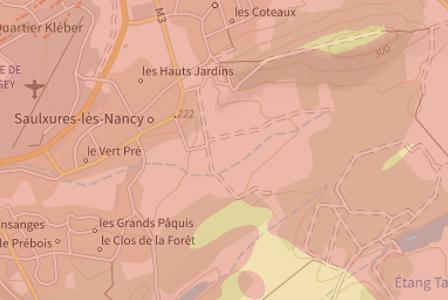 M3
les Coteaux
Quartier Kléber
300
les Hauts Jardins
E DE
SEY
Saulxures-lès-Nancy
222
le Vert Pré
nsanges
les Grands Pâquis
le Prébois
le Clos de la Forêt
Étang Ta